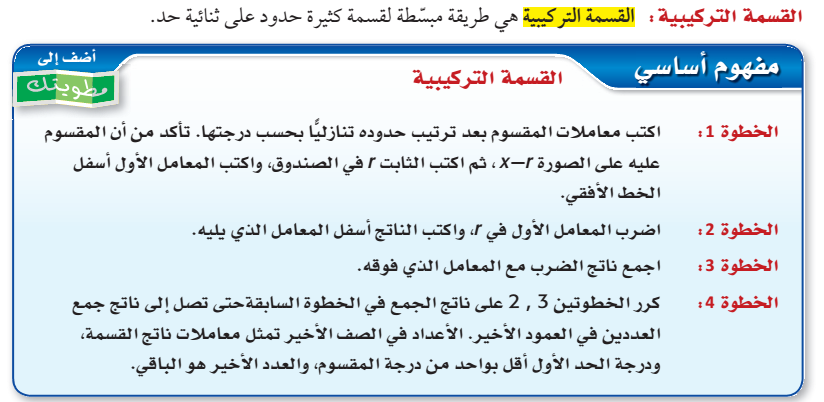 القسمة التركيبية: القسمة التركيبية هي طريقة مبسّطة لقسمة كثيرة حدود على ثنائية حد.
مفهوم أساسي
أضف إلى
مطويتك
القسمة التركيبية
الخطوة 1: اكتب معاملات المقسوم بعد ترتيب حدوده تنازليًّا بحسب درجتها. تأكد من أن المقسوم
عليه على الصورة x−r ، ثم اكتب الثابت r في الصندوق، واكتب المعامل الأول أسفل
الخط الأفقي.
الخطوة 2: اضرب المعامل الأول في r، واكتب الناتج أسفل المعامل الذي يليه.
الخطوة 3: اجمع ناتج الضرب مع المعامل الذي فوقه.
الخطوة 4: كرر الخطوتين 3 , 2 على ناتج الجمع في الخطوة السابقةحتى تصل إلى ناتج جمع
العددين في العمود الأخير. الأعداد في الصف الأخير تمثل معاملات ناتج القسمة،
ودرجة الحد الأول أقل بواحد من درجة المقسوم، والعدد الأخير هو الباقي.